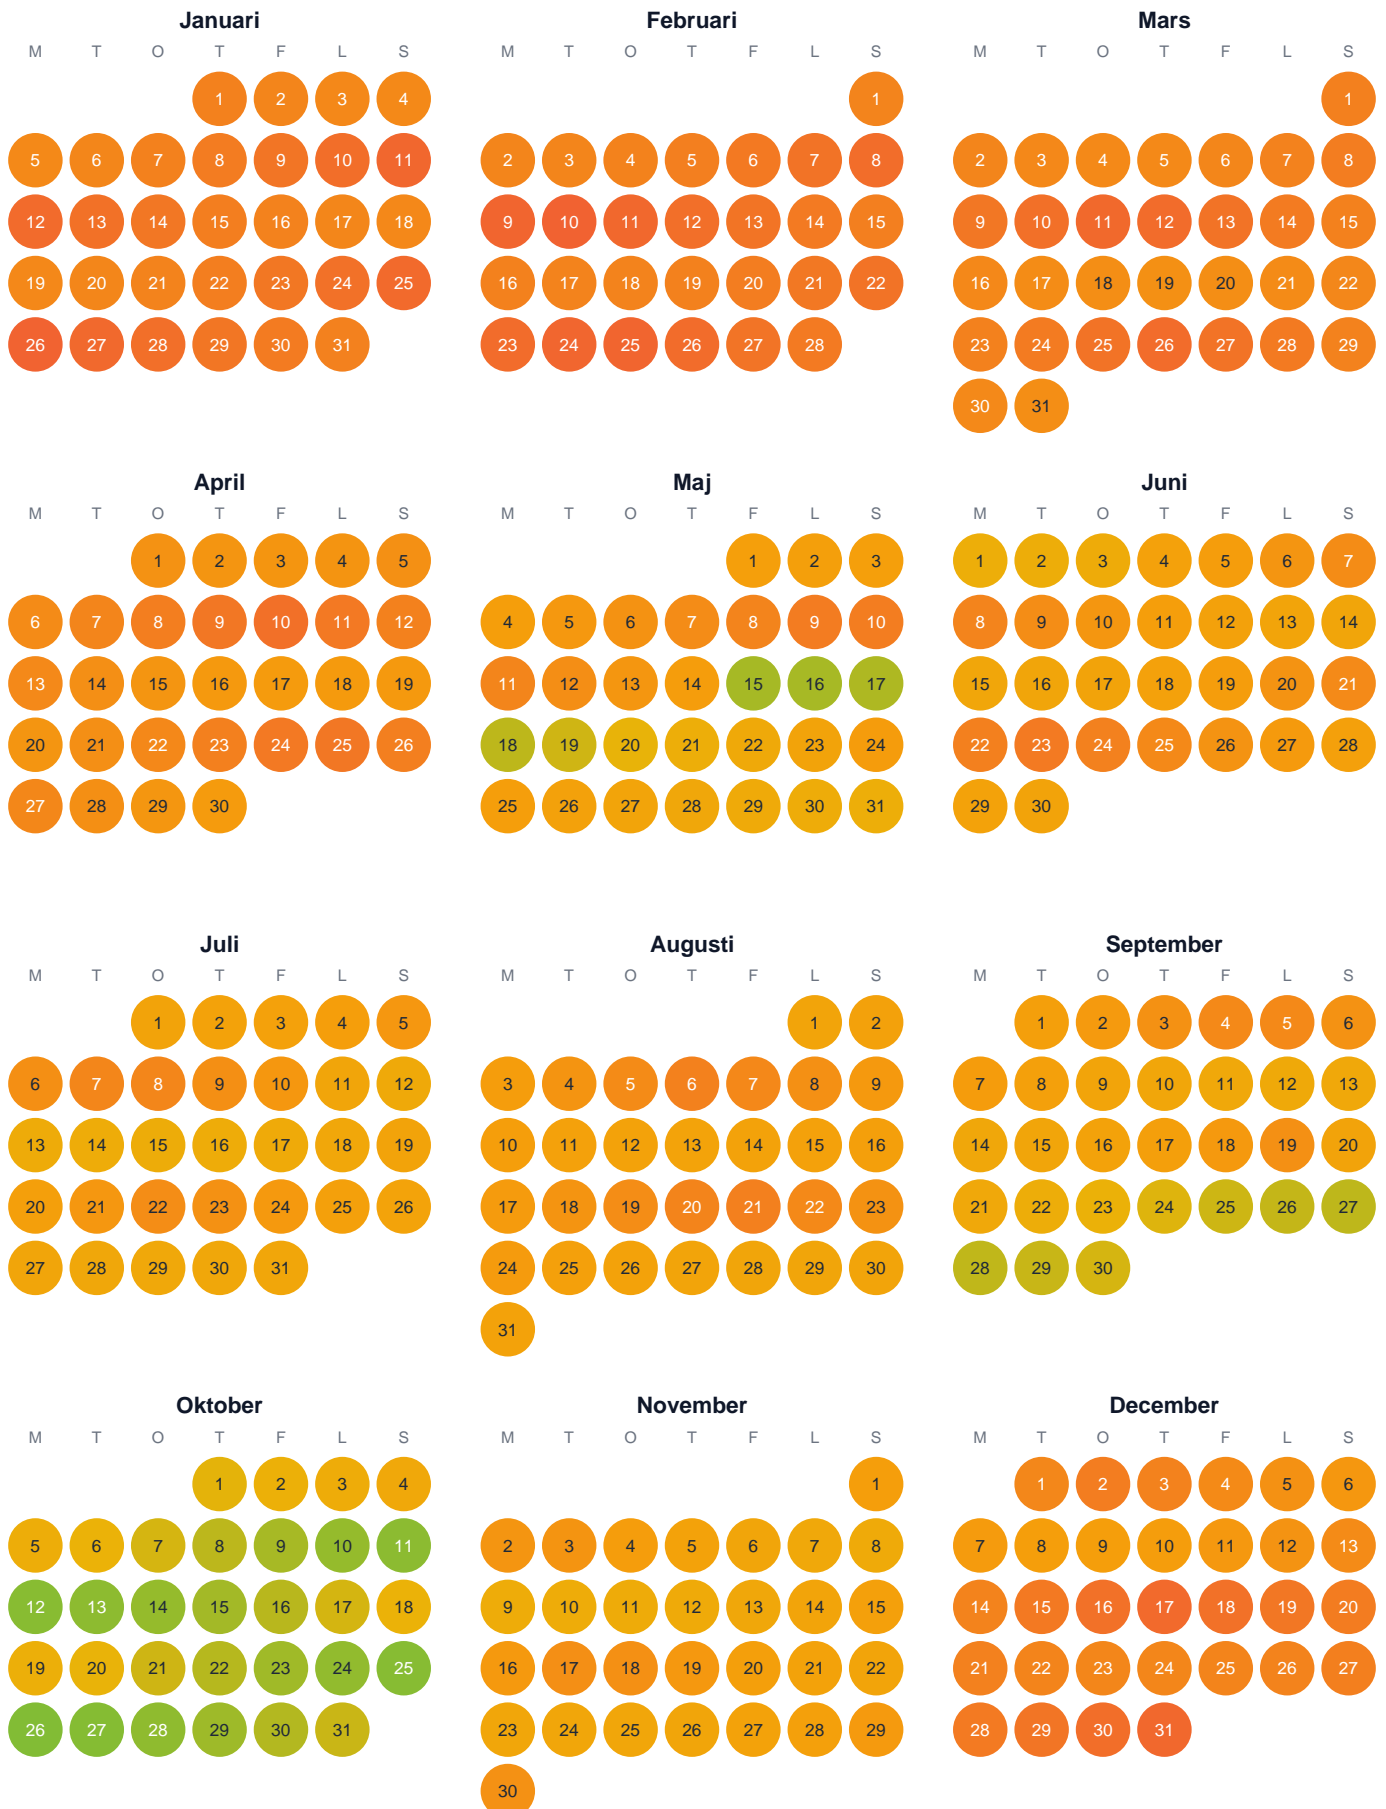 Januari Februari Mars
M T O T F L S M T O T F L S M T O T F L S
1 2 3 4 1 1
5 6 7 8 9 10 11 2 3 4 5 6 7 8 2 3 4 5 6 7 8
12 13 14 15 16 17 18 9 10 11 12 13 14 15 9 10 11 12 13 14 15
19 20 21 22 23 24 25 16 17 18 19 20 21 22 16 17 18 19 20 21 22
26 27 28 29 30 31 23 24 25 26 27 28 23 24 25 26 27 28 29
30 31
April Maj Juni
M T O T F L S M T O T F L S M T O T F L S
1 2 3 4 5 1 2 3 1 2 3 4 5 6 7
6 7 8 9 10 11 12 4 5 6 7 8 9 10 8 9 10 11 12 13 14
13 14 15 16 17 18 19 11 12 13 14 15 16 17 15 16 17 18 19 20 21
20 21 22 23 24 25 26 18 19 20 21 22 23 24 22 23 24 25 26 27 28
27 28 29 30 25 26 27 28 29 30 31 29 30
Juli Augusti September
M T O T F L S M T O T F L S M T O T F L S
1 2 3 4 5 1 2 1 2 3 4 5 6
6 7 8 9 10 11 12 3 4 5 6 7 8 9 7 8 9 10 11 12 13
13 14 15 16 17 18 19 10 11 12 13 14 15 16 14 15 16 17 18 19 20
20 21 22 23 24 25 26 17 18 19 20 21 22 23 21 22 23 24 25 26 27
27 28 29 30 31 24 25 26 27 28 29 30 28 29 30
31
Oktober November December
M T O T F L S M T O T F L S M T O T F L S
1 2 3 4 1 1 2 3 4 5 6
5 6 7 8 9 10 11 2 3 4 5 6 7 8 7 8 9 10 11 12 13
12 13 14 15 16 17 18 9 10 11 12 13 14 15 14 15 16 17 18 19 20
19 20 21 22 23 24 25 16 17 18 19 20 21 22 21 22 23 24 25 26 27
26 27 28 29 30 31 23 24 25 26 27 28 29 28 29 30 31
30